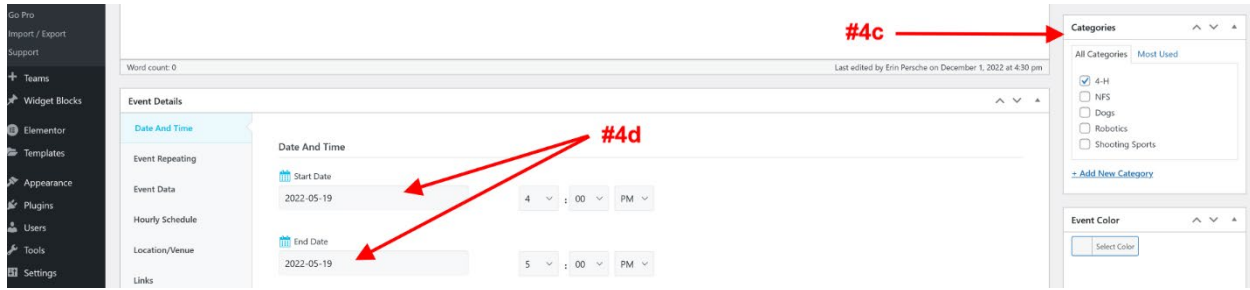 Go Pro
Import / Export
Support
Teams
Widget Blocks
Elementor
Templates
Appearance
Plugins
Users
Tools
Settings
Word count: 0
Last edited by Erin Persche on December 1, 2022 at 4:30 pm
Event Details
Date And Time
Event Repeating
Event Data
Hourly Schedule
Location/Venue
Links
#4d
Date And Time
Start Date
2022-05-19 4 : 00 PM
End Date
2022-05-19 5 : 00 PM
#4c
Categories
All Categories Most Used
4-H
NFS
Dogs
Robotics
Shooting Sports
+ Add New Category
Event Color
Select Color